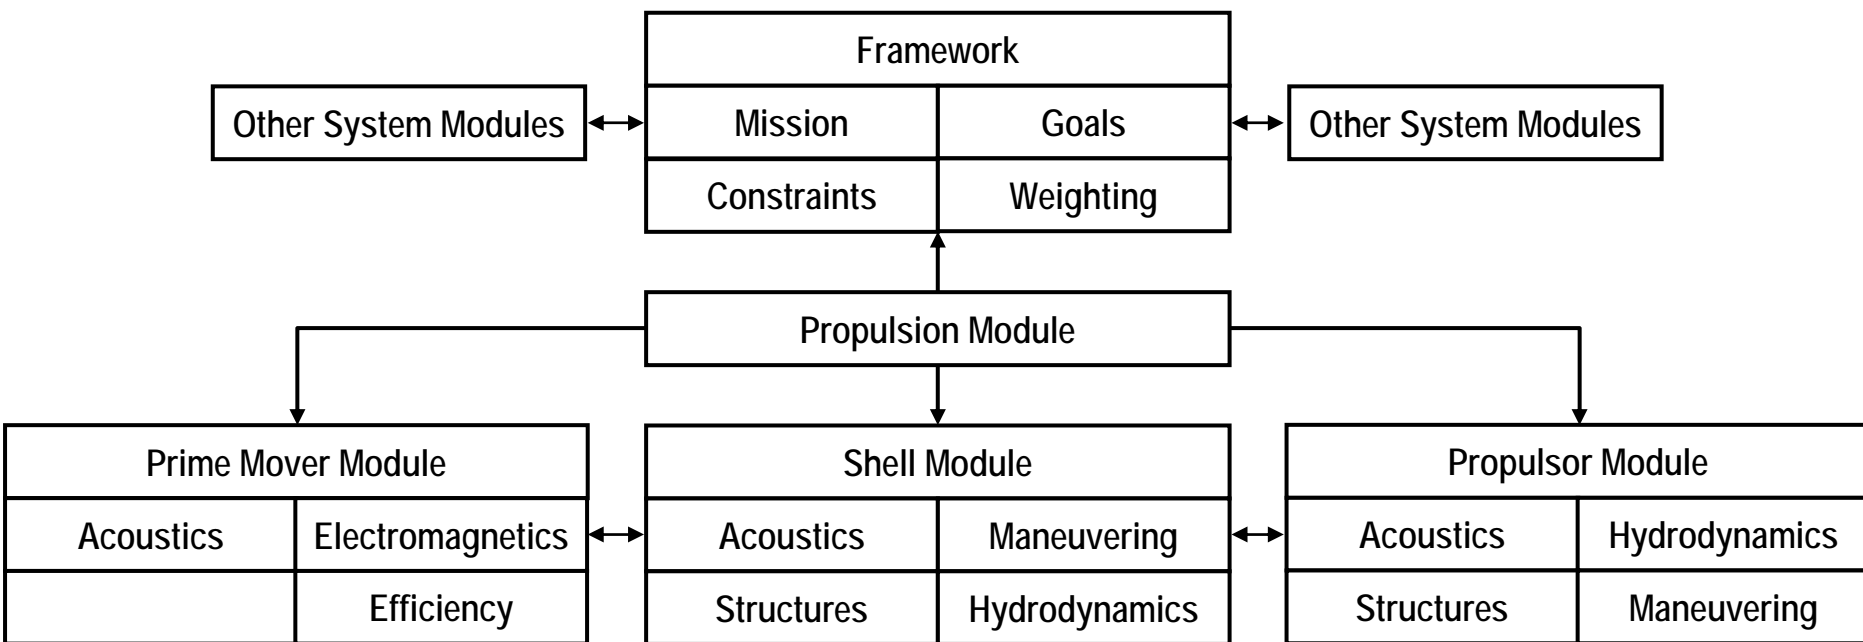 Framework
Other System Modules
Mission
Goals
Other System Modules
Constraints
Weighting
Propulsion Module
Prime Mover Module
Shell Module
Propulsor Module
Acoustics
Electromagnetics
Acoustics
Maneuvering
Acoustics
Hydrodynamics
Efficiency
Structures
Hydrodynamics
Structures
Maneuvering